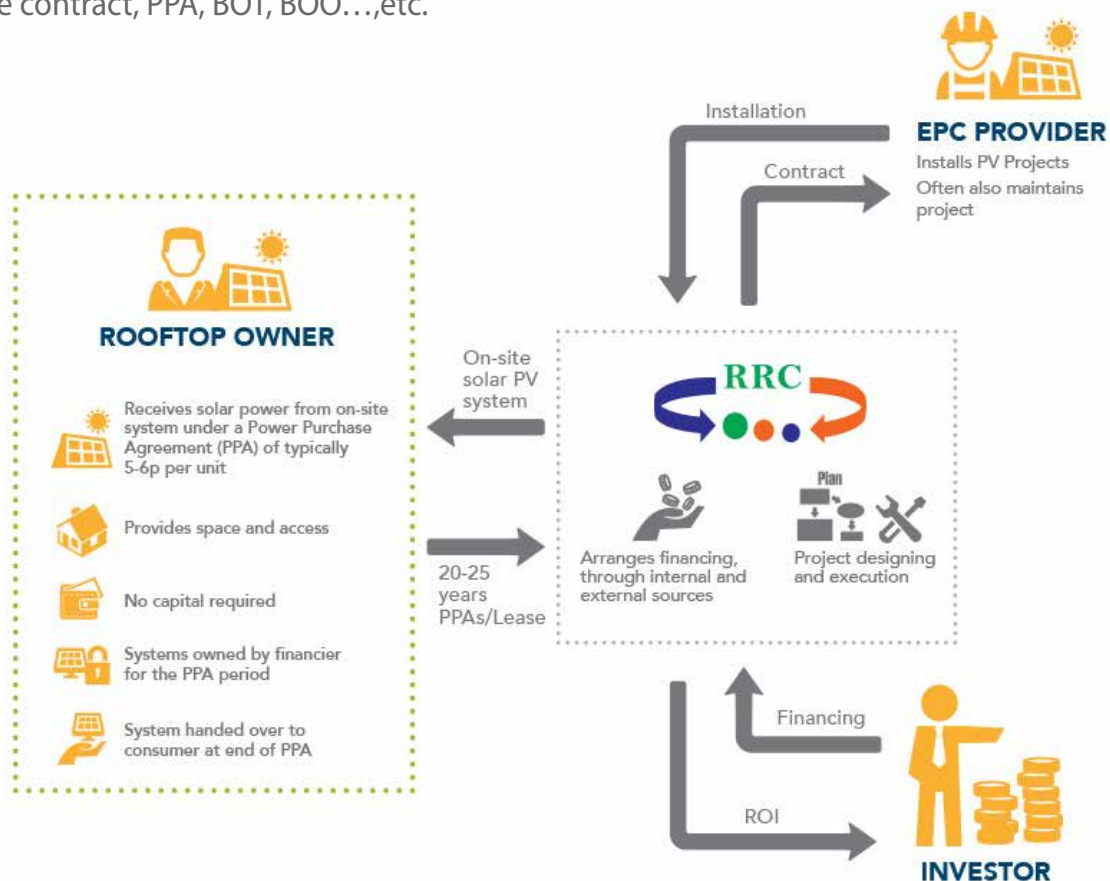 e contract, PPA, BOT, BOO...,etc.
Installation
EPC PROVIDER
Installs PV Projects
Often also maintains
project
Contract
ROOFTOP OWNER
Receives solar power from on-site
system under a Power Purchase
Agreement (PPA) of typically
5-6p per unit
Provides space and access
No capital required
Systems owned by financier
for the PPA period
System handed over to
consumer at end of PPA
On-site
solar PV
system
20-25
years
PPAs/Lease
RRC
Plan
Arranges financing,
through internal and
external sources
Project designing
and execution
Financing
ROI
INVESTOR